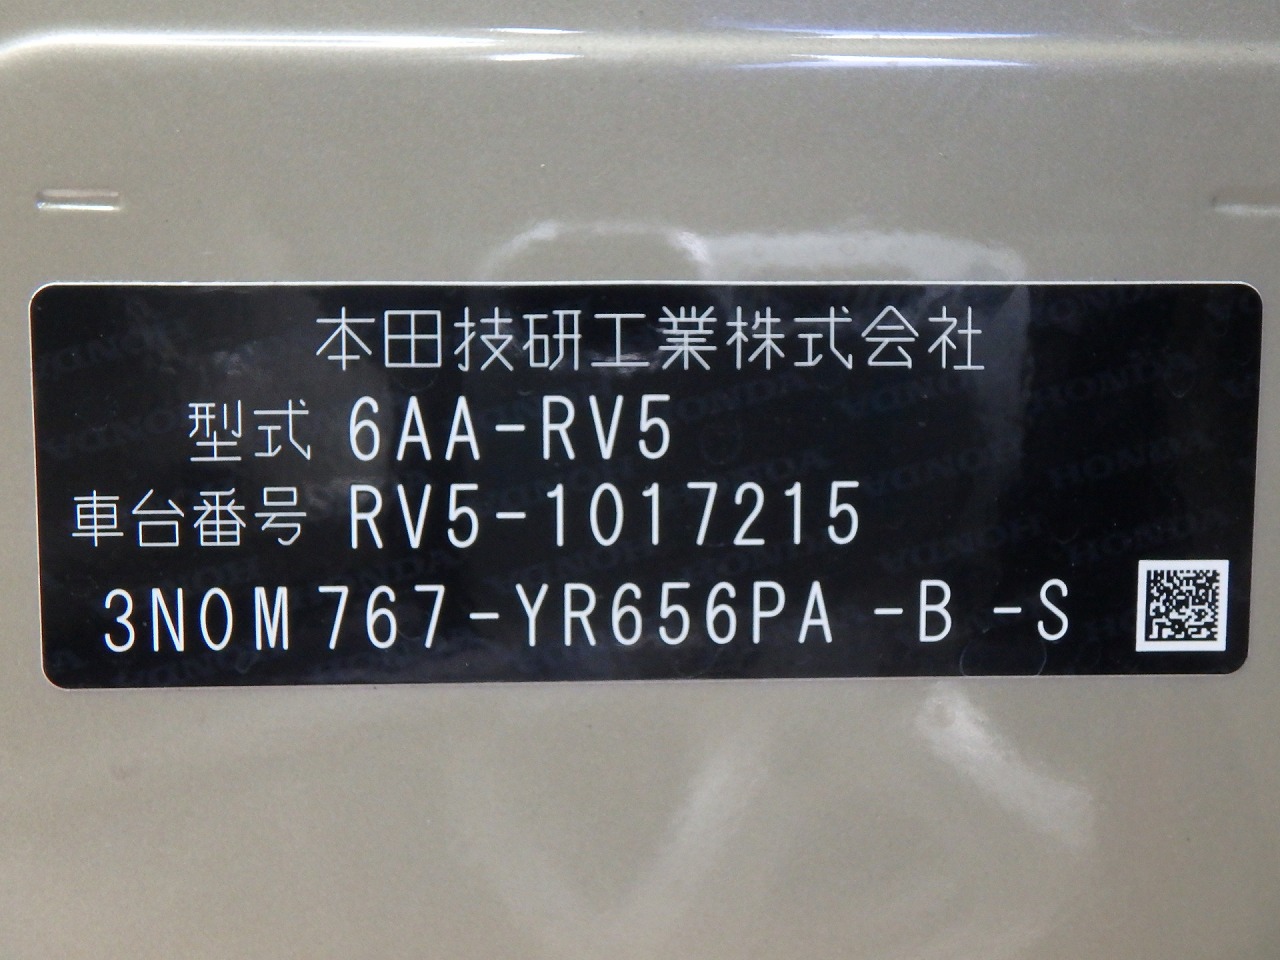 本田技研工業株式会社
型式 6AA-RV5
車台番号 RV5-1017215
3N0M767-YR656PA -B -S